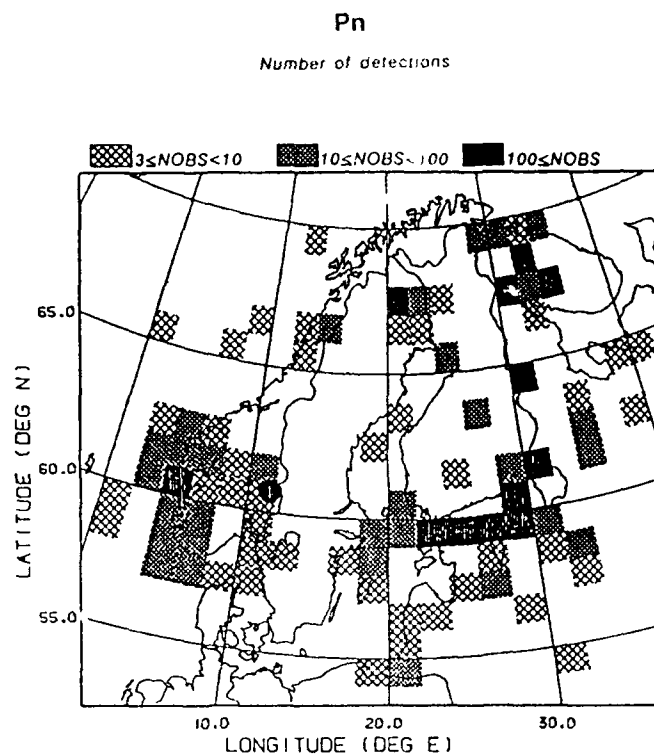 Pn
Number of detections
3≤NOBS<10 10≤NOBS<100 100≤NOBS
65.0
60.0
55.0
LATITUDE (DEG N)
10.0 20.0 30.0
LONGITUDE (DEG E)